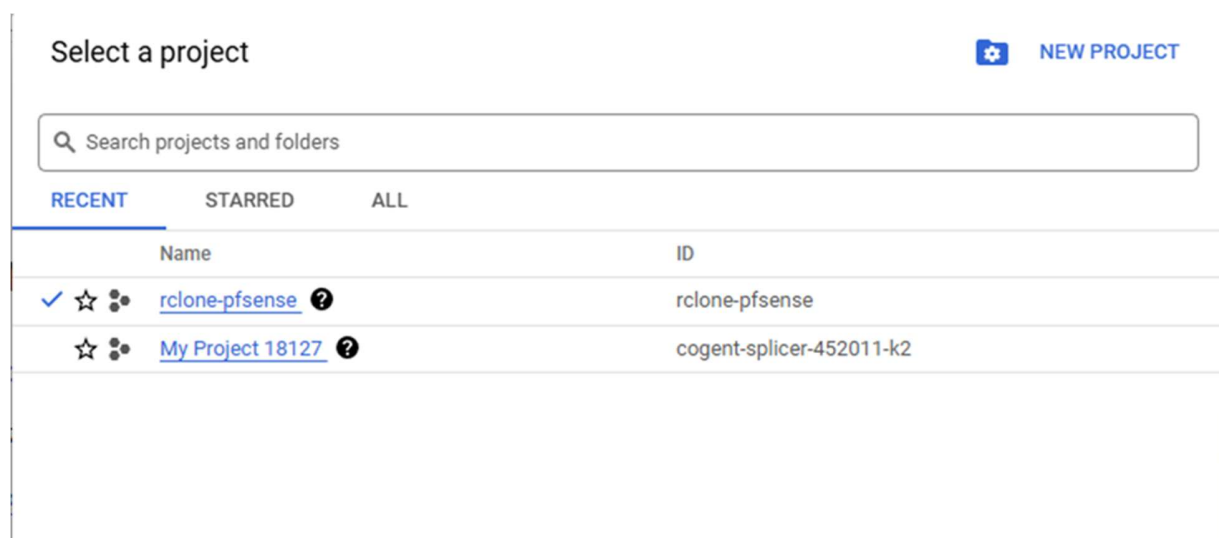 Select a project
NEW PROJECT
Search projects and folders
RECENT STARRED ALL
Name ID
rclone-pfsense rclone-pfsense
My Project 18127 cogent-splicer-452011-k2